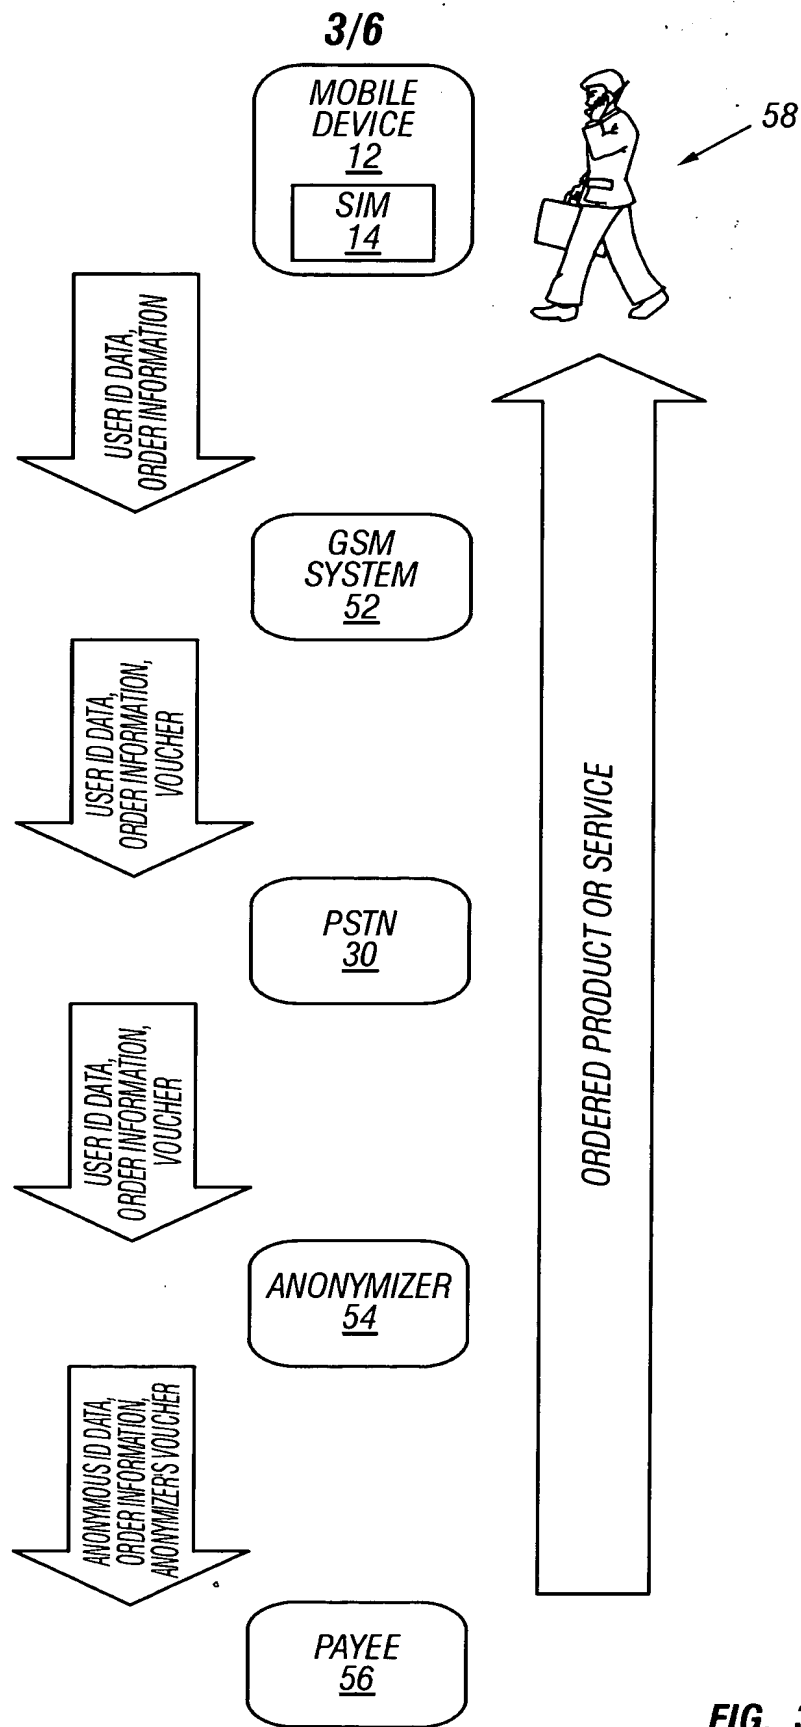 3/6
MOBILE
DEVICE
12
SIM
14
58
USER ID DATA,
ORDER INFORMATION
GSM
SYSTEM
52
USER ID DATA,
ORDER INFORMATION,
VOUCHER
PSTN
30
USER ID DATA,
ORDER INFORMATION,
VOUCHER
ORDERED PRODUCT OR SERVICE
ANONYMIZER
54
ANONYMOUS ID DATA,
ORDER INFORMATION,
ANONYMIZER'S VOUCHER
PAYEE
56
FIG. 3